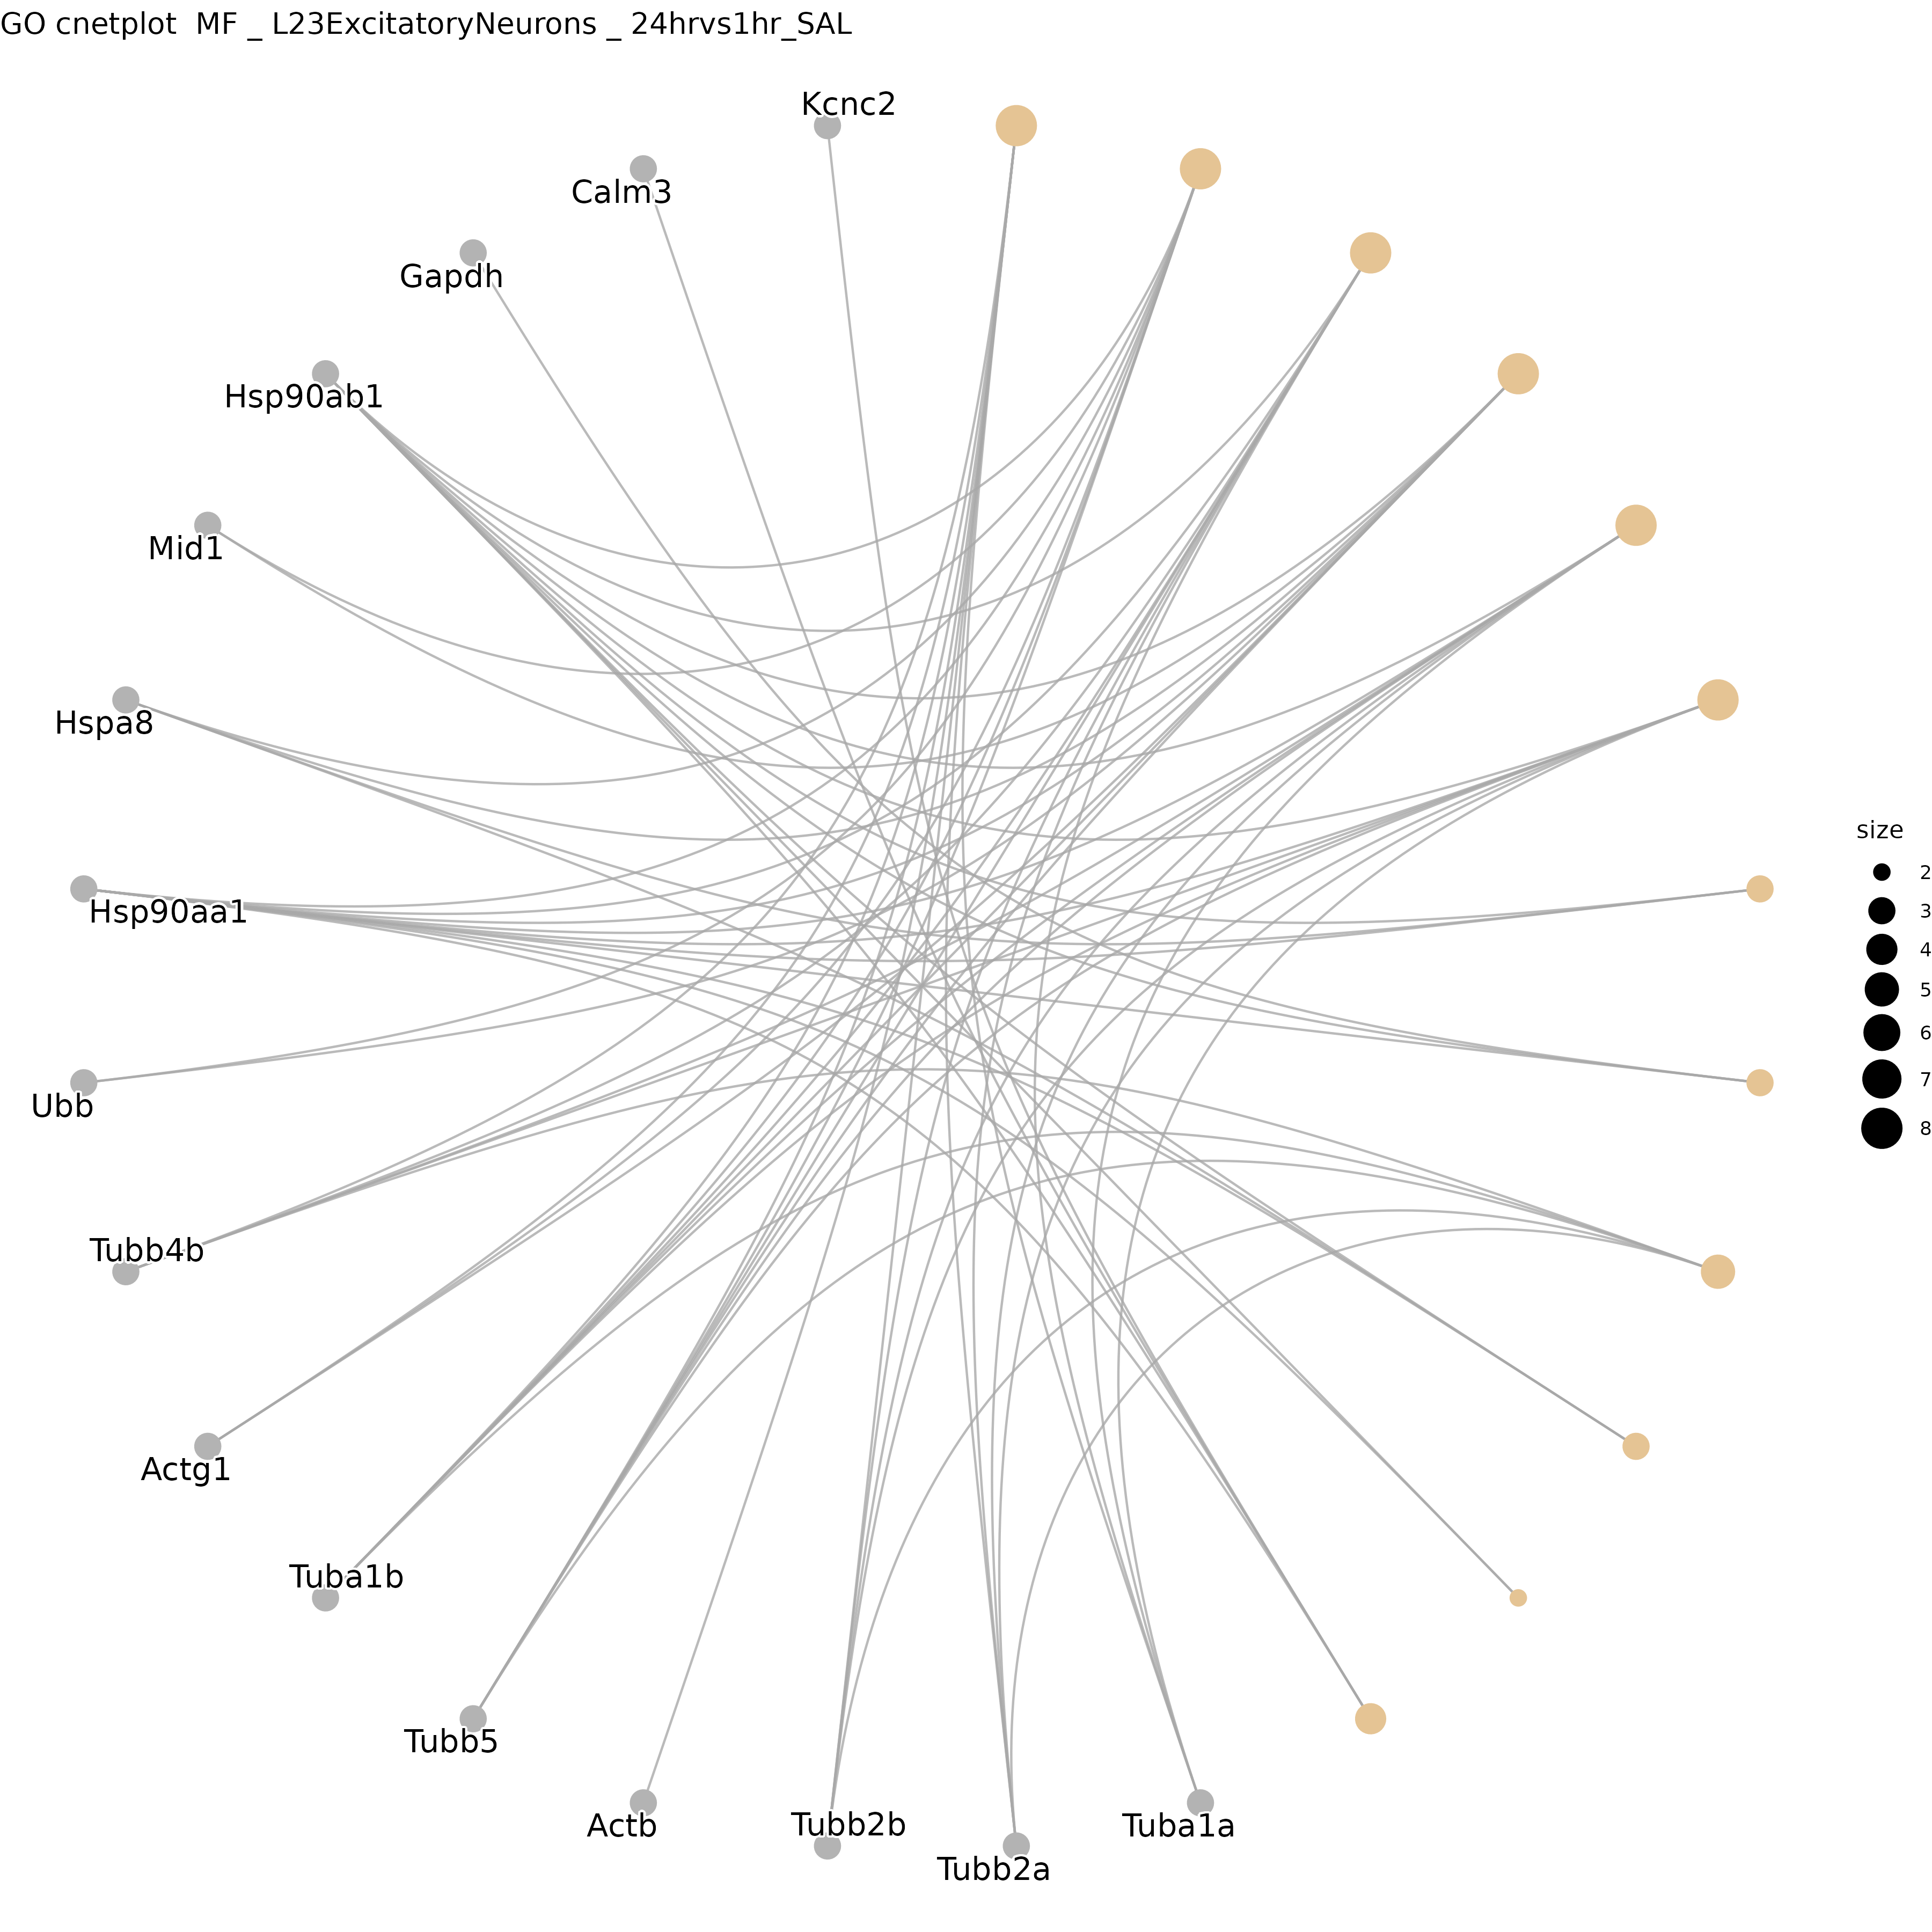 GO cnetplot  MF _ L23ExcitatoryNeurons _ 24hrvs1hr_SAL
Kcnc2
Calm3
Gapdh
Hsp90ab1
Mid1
Hspa8
Hsp90aa1
Ubb
Tubb4b
Actg1
Tuba1b
Tubb5
Actb
Tubb2b
Tubb2a
Tuba1a
size
2
3
4
5
6
7
8